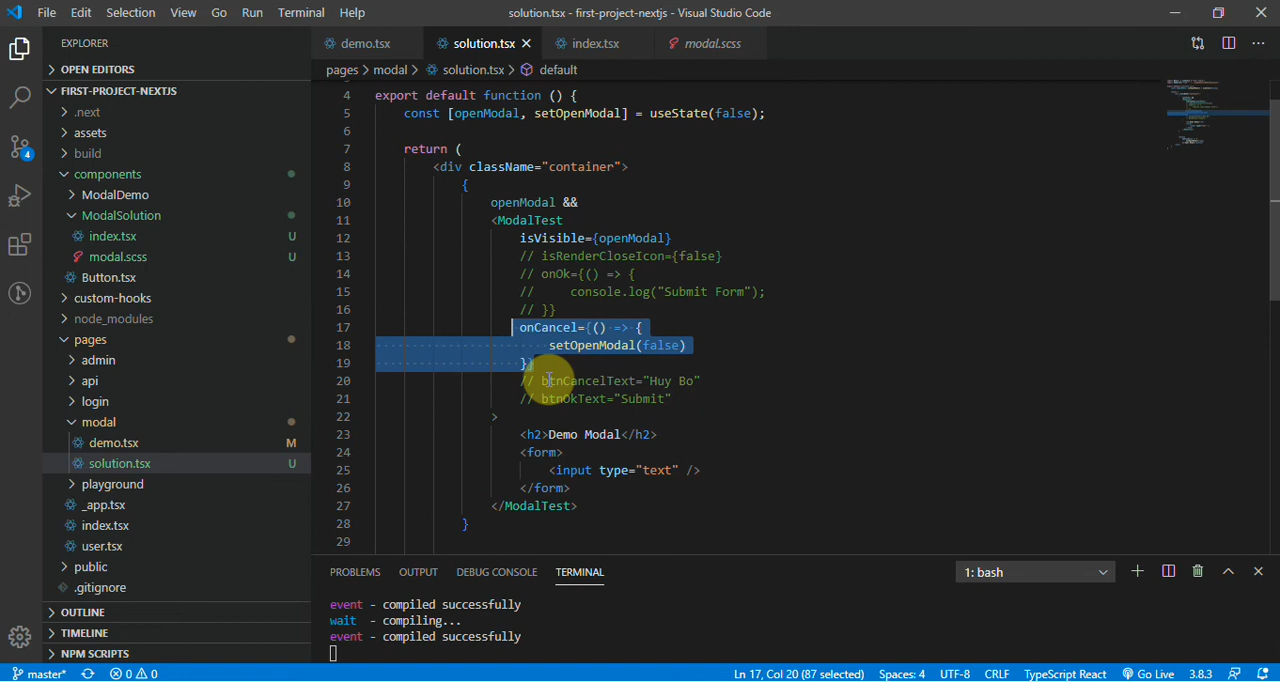 File Edit Selection View Go Run Terminal Help
solution.tsx - first-project-nextjs - Visual Studio Code
EXPLORER
OPEN EDITORS
FIRST-PROJECT-NEXTJS
.next
assets
build
components
ModalDemo
ModalSolution
index.tsx U
modal.scss U
Button.tsx
custom-hooks
node_modules
pages
admin
api
login
modal
demo.tsx M
solution.tsx U
playground
_app.tsx
index.tsx
user.tsx
public
.gitignore
OUTLINE
TIMELINE
NPM SCRIPTS
4
demo.tsx solution.tsx index.tsx modal.scss
pages > modal > solution.tsx > default
4 export default function () {
5 const [openModal, setOpenModal] = useState(false);
6
7 return (
8 <div className="container">
9 {
10 openModal &&
11 <ModalTest
12 isVisible={openModal}
13 // isRenderCloseIcon={false}
14 // onOk={() => {
15 // console.log("Submit Form");
16 // }}
17 onCancel={() => {
18 setOpenModal(false)
19 }}
20 // btnCancelText="Huy Bo"
21 // btnOkText="Submit"
22 >
23 <h2>Demo Modal</h2>
24 <form>
25 <input type="text" />
26 </form>
27 </ModalTest>
28 }
29
PROBLEMS OUTPUT DEBUG CONSOLE TERMINAL
1: bash
event - compiled successfully
wait - compiling...
event - compiled successfully
master* 0 0 Ln 17, Col 20 (87 selected) Spaces: 4 UTF-8 CRLF TypeScript React Go Live 3.8.3